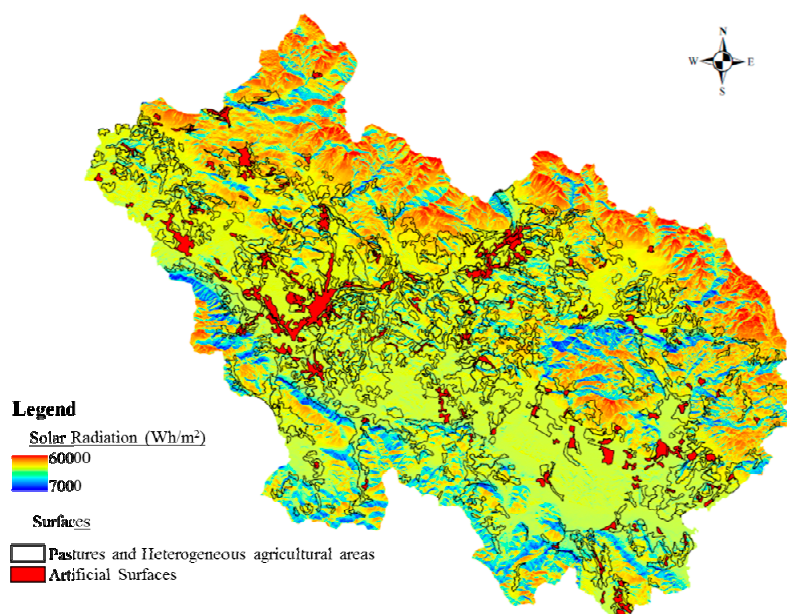 N
W E
S
Legend
Solar Radiation (Wh/m²)
60000
7000
Surfaces
Pastures and Heterogeneous agricultural areas
Artificial Surfaces